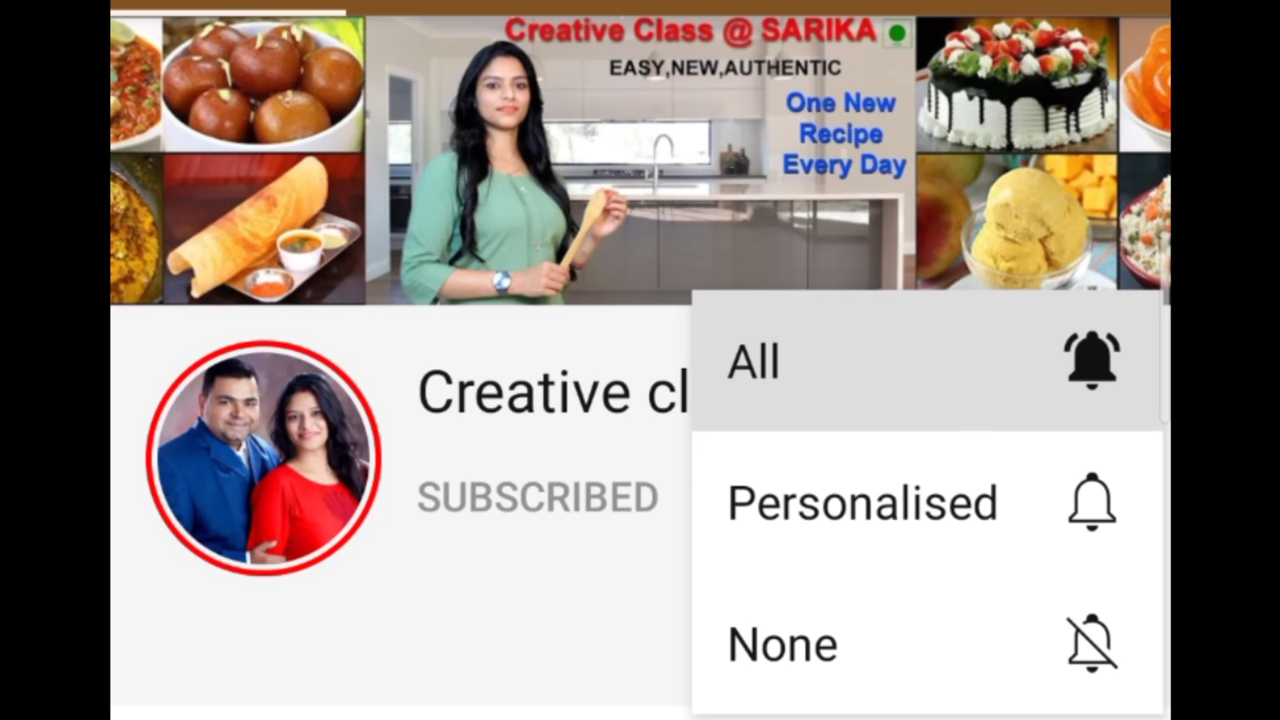 Creative Class @ SARIKA
EASY,NEW,AUTHENTIC
One New
Recipe
Every Day
Creative cl
SUBSCRIBED
All
Personalised
None